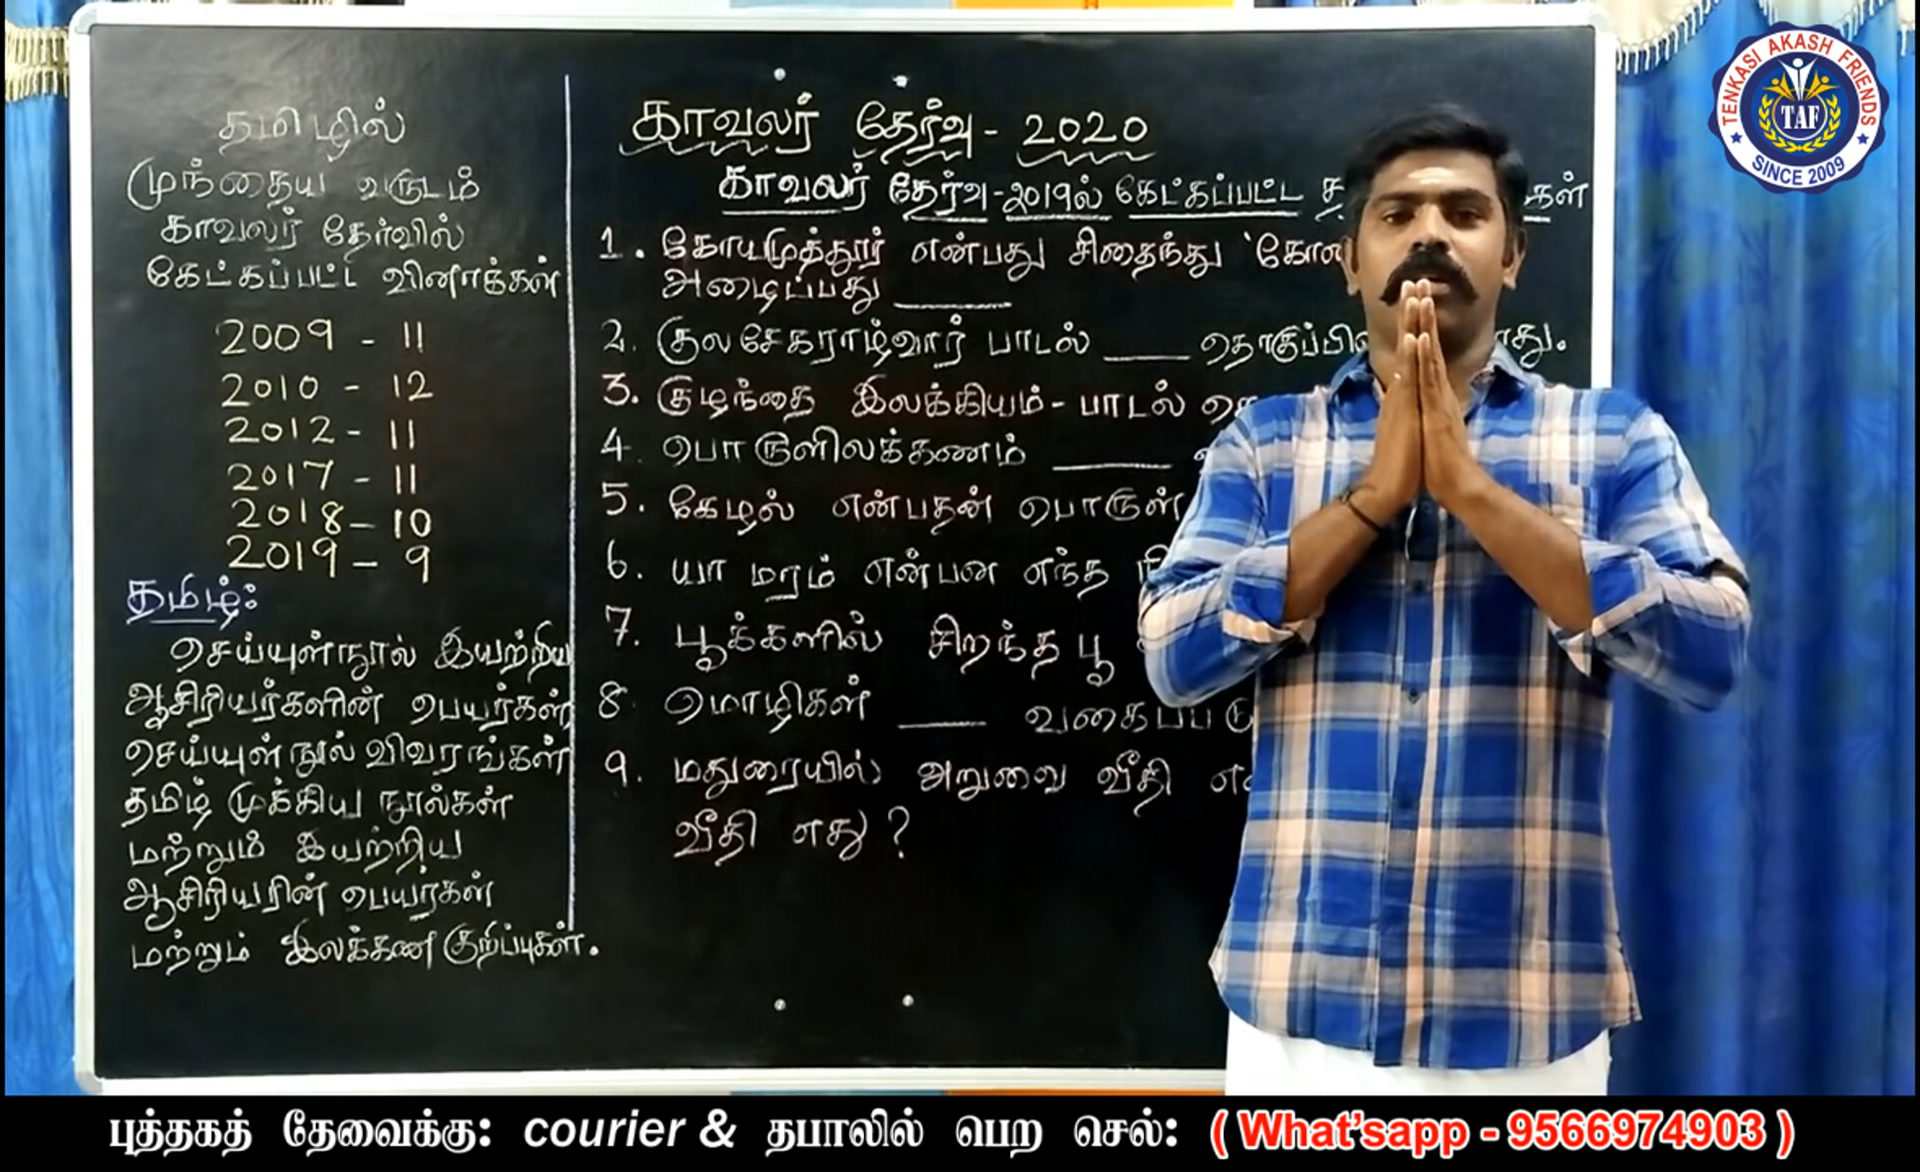 தமிழில்
முந்தைய வருடம்
காவலர் தேர்வில்
கேட்கப்பட்ட வினாக்கள்
2009 - 11
2010 - 12
2012 - 11
2017 - 11
2018 - 10
2019 - 9
தமிழ்:
செய்யுள்நூல் இயற்றிய
ஆசிரியர்களின் பெயர்கள்
செய்யுள்நூல் விவரங்கள்
தமிழ் முக்கிய நூல்கள்
மற்றும் இயற்றிய
ஆசிரியரின் பெயர்கள்
மற்றும் இலக்கண குறிப்புகள்.
காவலர் தேர்வு - 2020
காவலர் தேர்வு - 2019ல் கேட்கப்பட்ட
1. கோயமுத்தூர் என்பது சிதைந்து
அழைப்பது ____
2. குலசேகராழ்வார் பாடல் ____
3. குழந்தை இலக்கியம் - பாடல்
4. பொருளிலக்கணம் ____
5. கேழல் என்பதன் பொருள்
6. யா மரம் என்பன எந்த
7. பூக்களில் சிறந்த பூ
8. மொழிகள் ____
9. மதுரையில் அறுவை வீதி
வீதி எது?
TENKASI AKASH FRIENDS
TAF
SINCE 2009
புத்தகத் தேவைக்கு: courier & தபாலில் பெற செல்: ( What'sapp - 9566974903 )